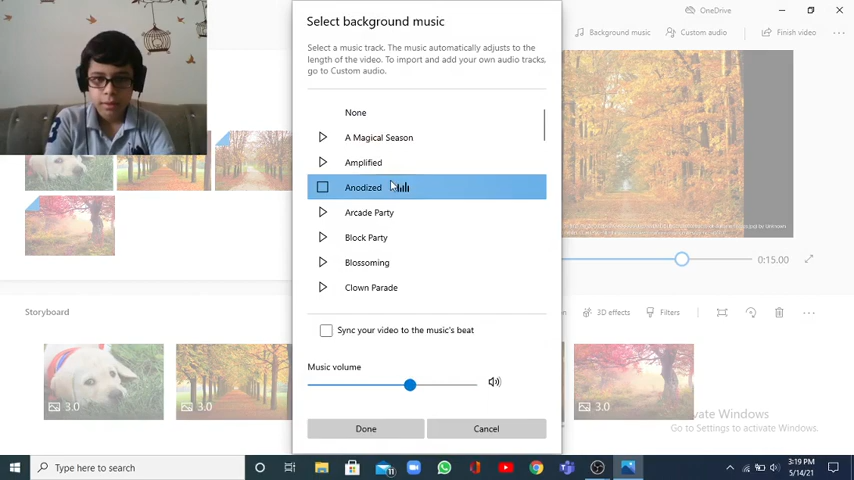 OneDrive
Select background music
Background music
Custom audio
Finish video
Select a music track. The music automatically adjusts to the
length of the video. To import and add your own audio tracks,
go to Custom audio.
None
A Magical Season
Amplified
Anodized
Arcade Party
Block Party
Blossoming
0:15.00
Clown Parade
Storyboard
3D effects
Filters
Sync your video to the music's beat
Music volume
3.0
3.0
3.0
vate Windows
Go to Settings to activate Windows.
Done
Cancel
Type here to search
3:19 PM
5/14/21